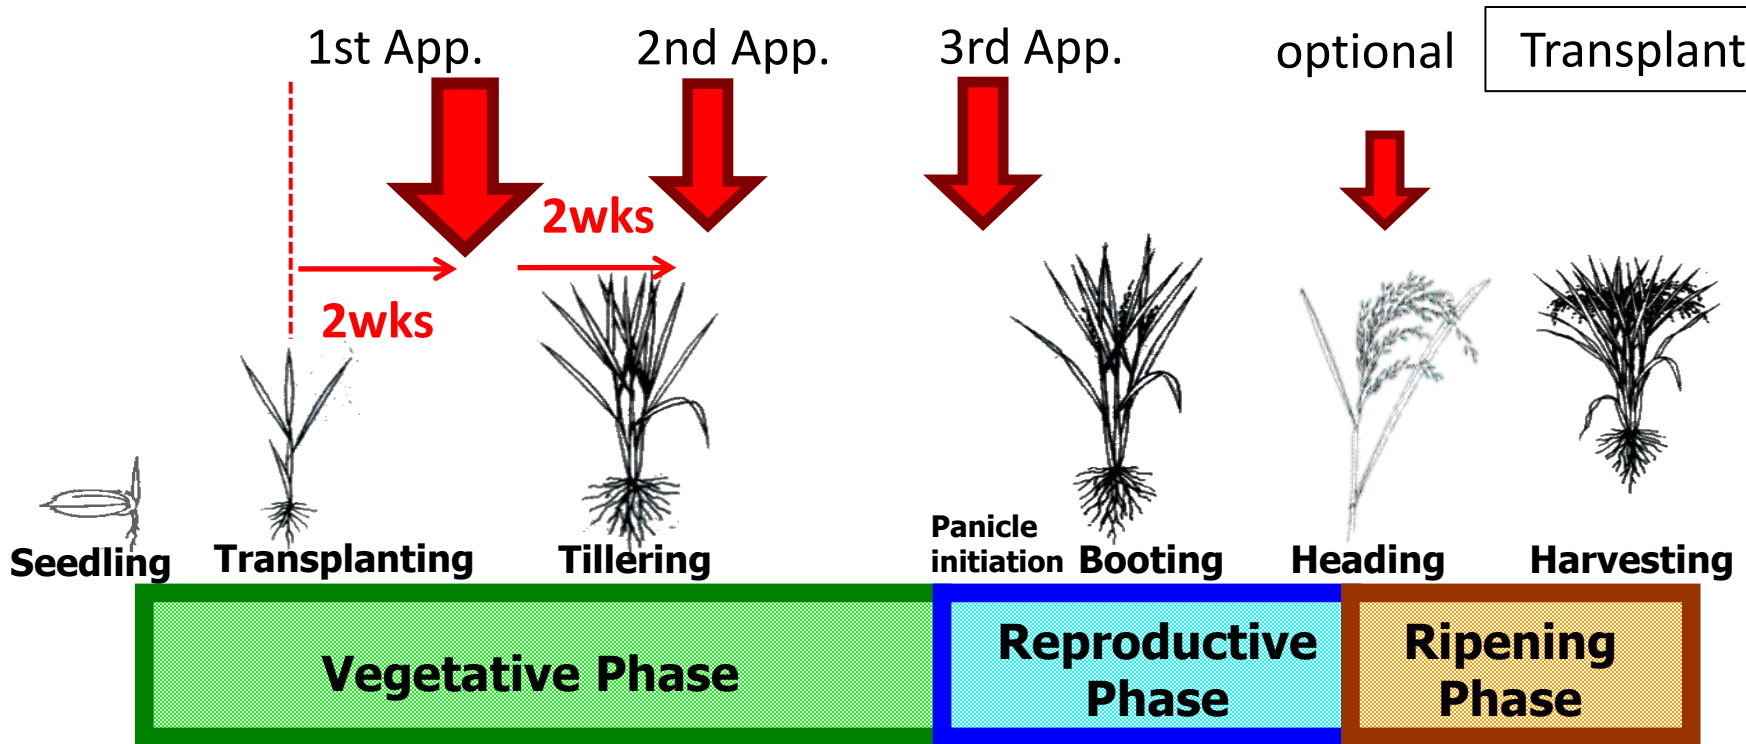 1st App.
2nd App.
3rd App.
optional
Transplant
2wks
2wks
Seedling
Transplanting
Tillering
Panicle
initiation
Booting
Heading
Harvesting
Vegetative Phase
Reproductive
Phase
Ripening
Phase